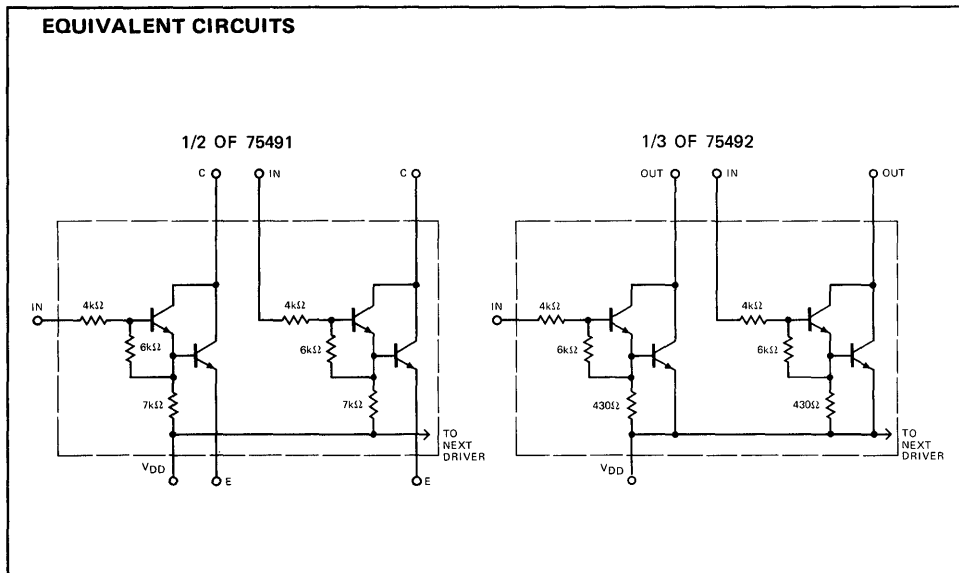 EQUIVALENT CIRCUITS
1/2 OF 75491
C
IN
C
IN
4kΩ
6kΩ
7kΩ
4kΩ
6kΩ
7kΩ
TO
NEXT
DRIVER
VDD
E
E
1/3 OF 75492
OUT
IN
OUT
IN
4kΩ
6kΩ
430Ω
4kΩ
6kΩ
430Ω
TO
NEXT
DRIVER
VDD